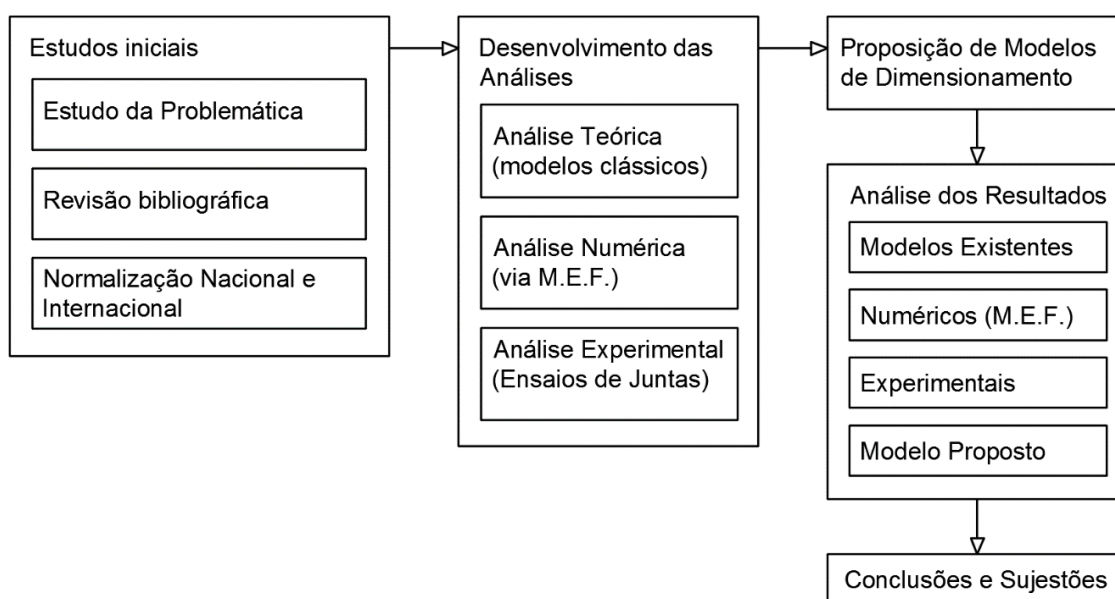 Estudos iniciais
Estudo da Problemática
Revisão bibliográfica
Normalização Nacional e
Internacional
Desenvolvimento das
Análises
Análise Teórica
(modelos clássicos)
Análise Numérica
(via M.E.F.)
Análise Experimental
(Ensaios de Juntas)
Proposição de Modelos
de Dimensionamento
Análise dos Resultados
Modelos Existentes
Numéricos (M.E.F.)
Experimentais
Modelo Proposto
Conclusões e Sujestões